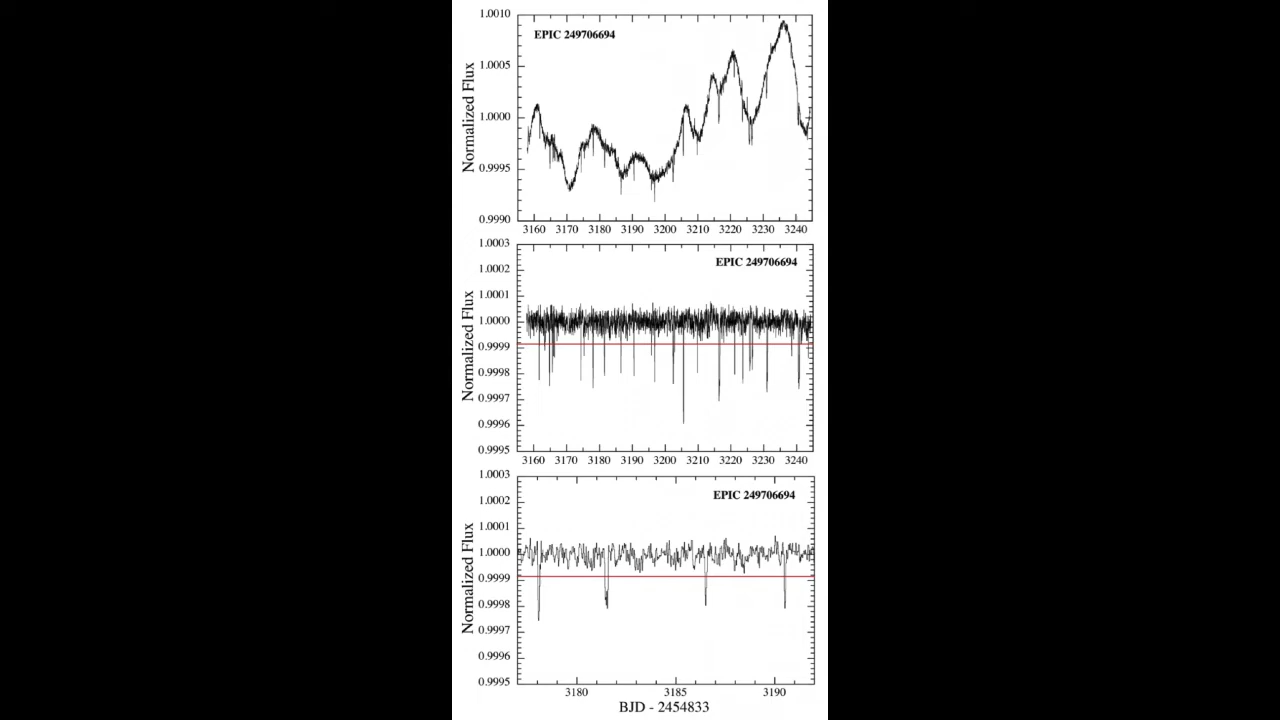 1.0010
1.0005
1.0000
0.9995
0.9990
Normalized Flux
EPIC 249706694
3160 3170 3180 3190 3200 3210 3220 3230 3240
1.0003
1.0002
1.0001
1.0000
0.9999
0.9998
0.9997
0.9996
0.9995
Normalized Flux
EPIC 249706694
3160 3170 3180 3190 3200 3210 3220 3230 3240
1.0003
1.0002
1.0001
1.0000
0.9999
0.9998
0.9997
0.9996
0.9995
Normalized Flux
EPIC 249706694
3180 3185 3190
BJD - 2454833